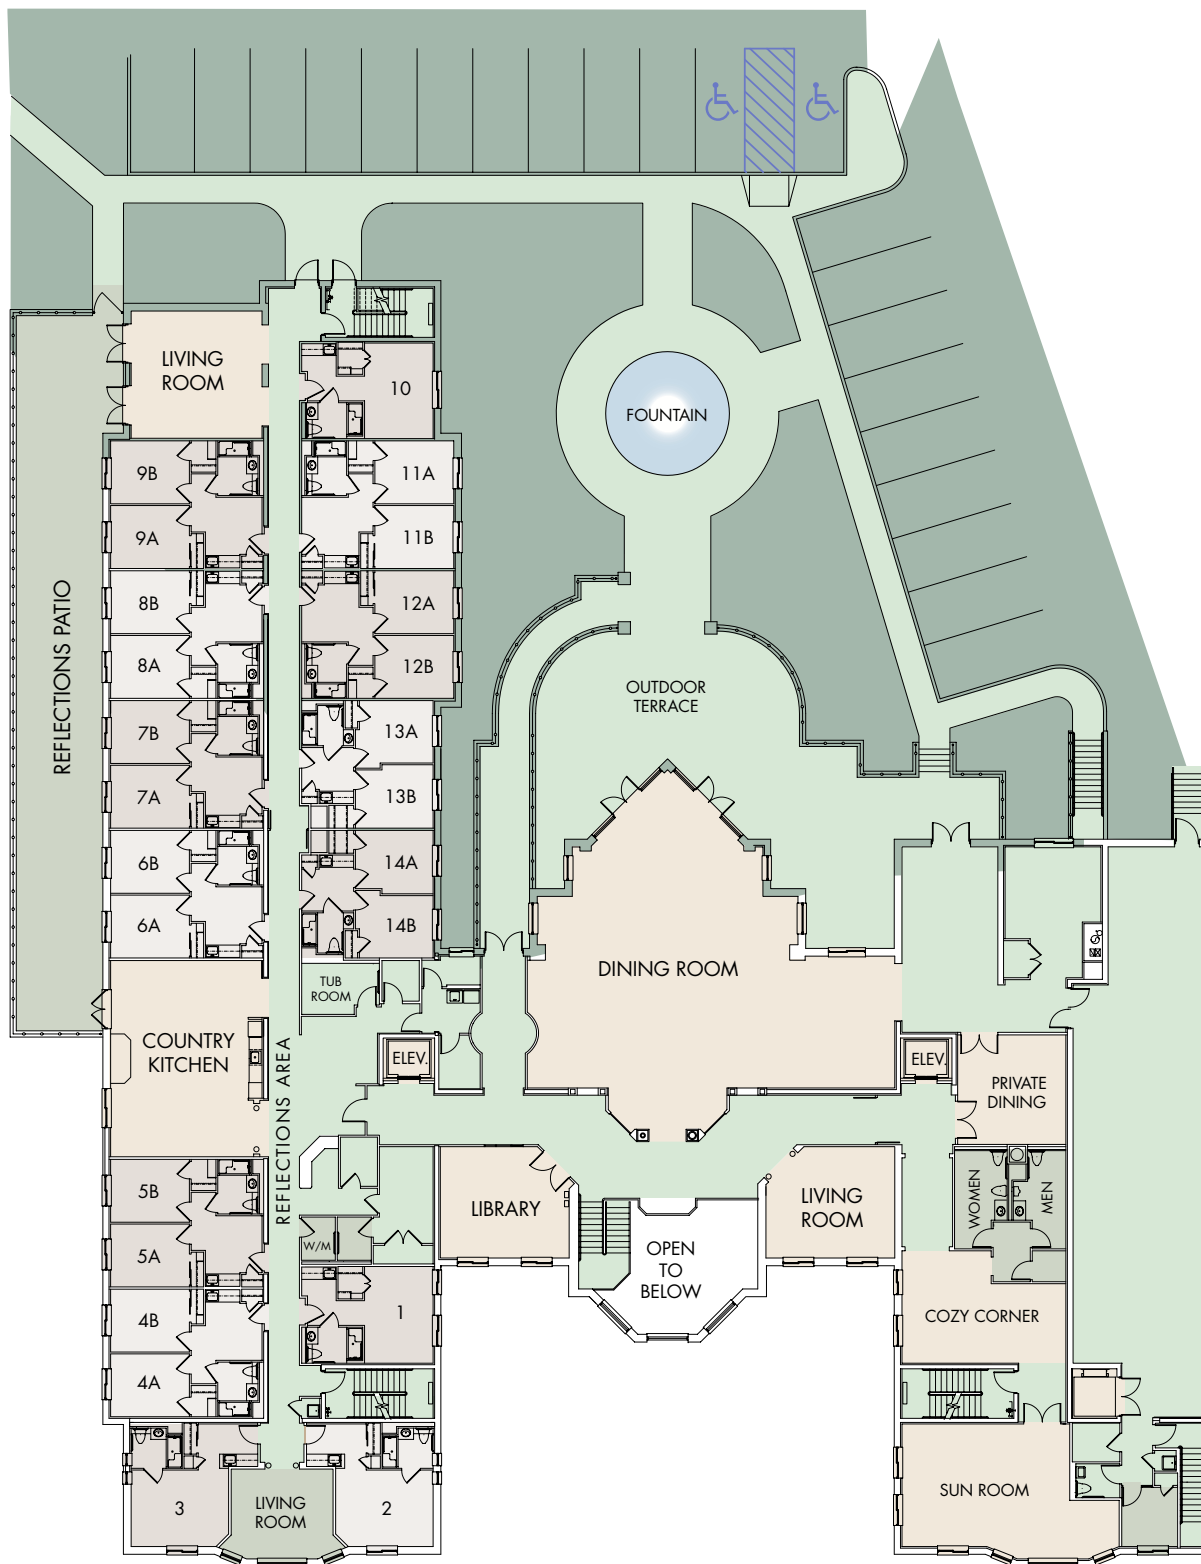 LIVING
ROOM
10
FOUNTAIN
9B
11A
9A
11B
REFLECTIONS PATIO
8B
12A
8A
12B
OUTDOOR
TERRACE
7B
13A
7A
13B
6B
14A
6A
14B
TUB
ROOM
DINING ROOM
COUNTRY
KITCHEN
REFLECTIONS AREA
ELEV.
ELEV.
PRIVATE
DINING
5B
LIBRARY
LIVING
ROOM
WOMEN
MEN
W/M
5A
OPEN
TO
BELOW
4B
1
COZY CORNER
4A
3
LIVING
ROOM
2
SUN ROOM